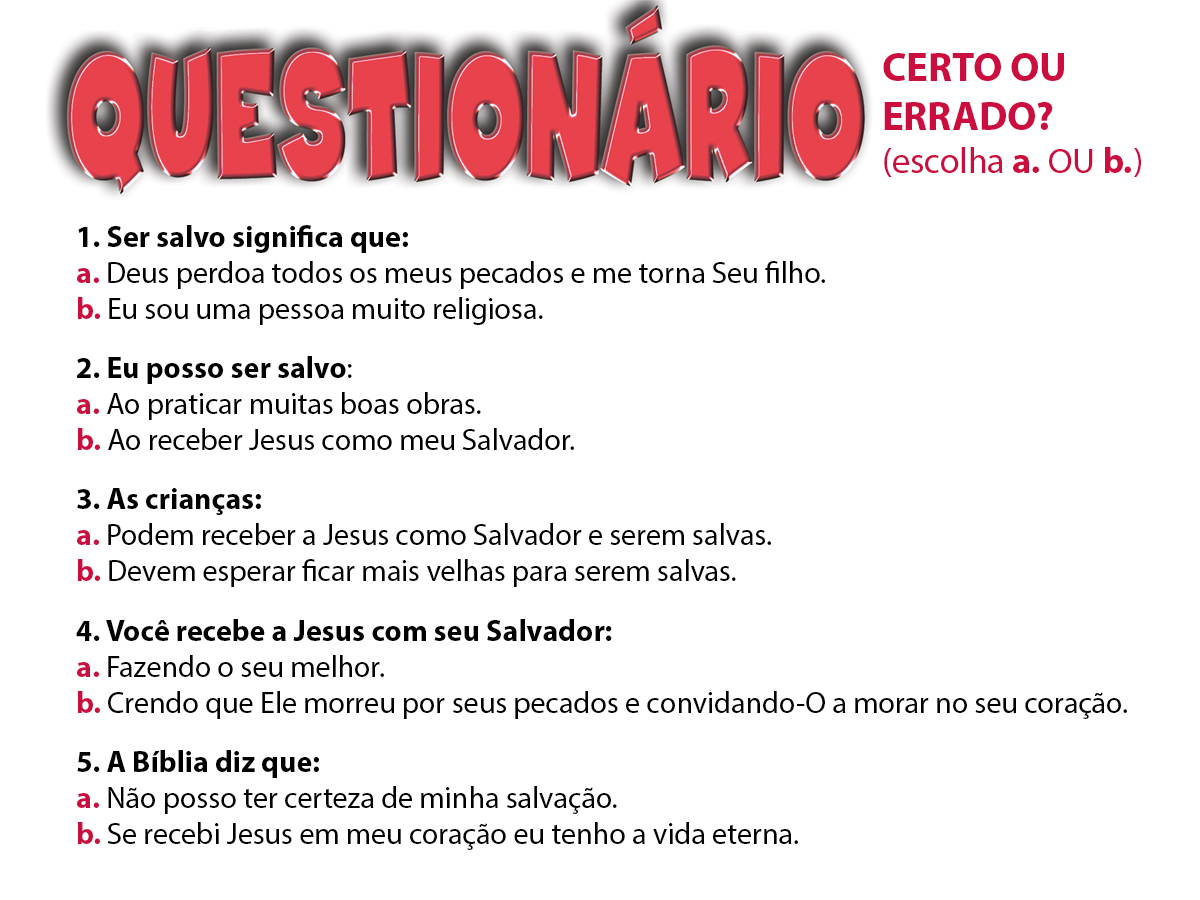 QUESTIONÁRIO
CERTO OU
ERRADO?
(escolha a. OU b.)
1. Ser salvo significa que:
a. Deus perdoa todos os meus pecados e me torna Seu filho.
b. Eu sou uma pessoa muito religiosa.
2. Eu posso ser salvo:
a. Ao praticar muitas boas obras.
b. Ao receber Jesus como meu Salvador.
3. As crianças:
a. Podem receber a Jesus como Salvador e serem salvas.
b. Devem esperar ficar mais velhas para serem salvas.
4. Você recebe a Jesus com seu Salvador:
a. Fazendo o seu melhor.
b. Crendo que Ele morreu por seus pecados e convidando-O a morar no seu coração.
5. A Bíblia diz que:
a. Não posso ter certeza de minha salvação.
b. Se recebi Jesus em meu coração eu tenho a vida eterna.